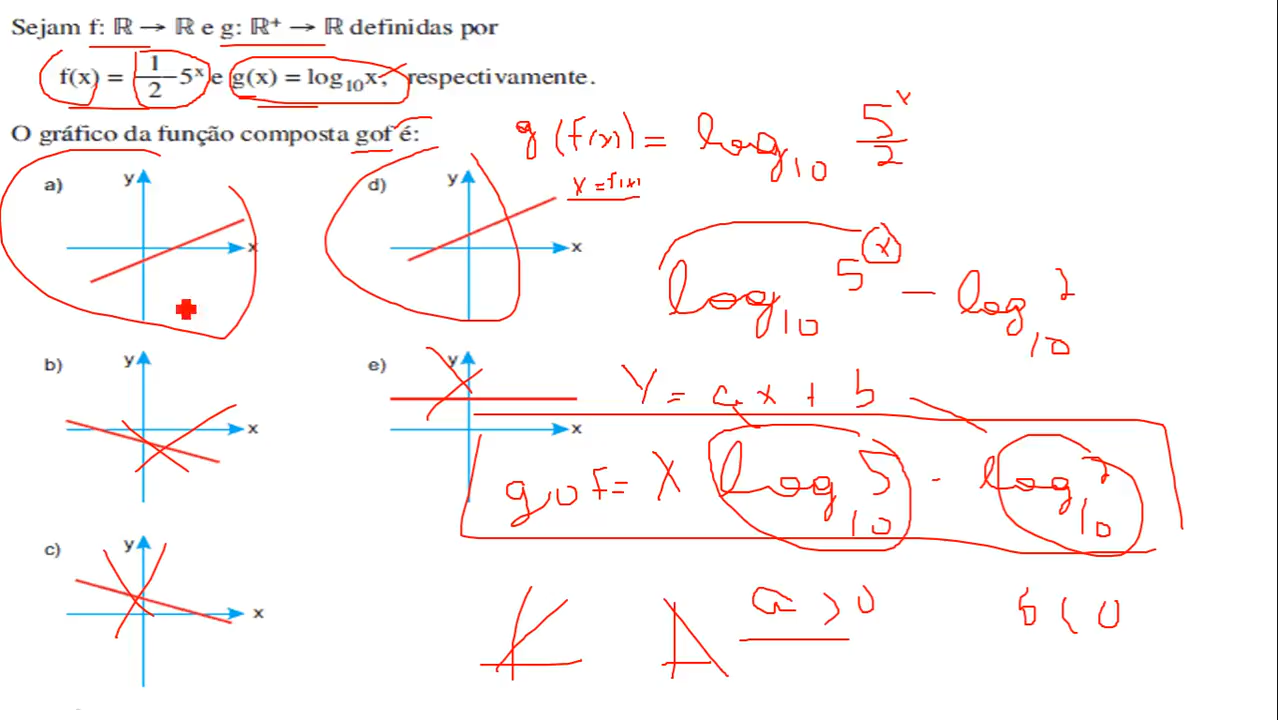 Sejam f: ℝ → ℝ e g: ℝ⁺ → ℝ definidas por
f(x) = 1/2 5ˣ e g(x) = log₁₀x, respectivamente.
O gráfico da função composta gof é:
g(f(x)) = log₁₀ 5ˣ/2
a) y x
d) y x
x = f(x)
log₁₀ 5ˣ - log₁₀ 2
b) y x
e) y x
Y = ax + b
gof = X log₁₀ 5 - log₁₀ 2
c) y x
a > 0 b < 0